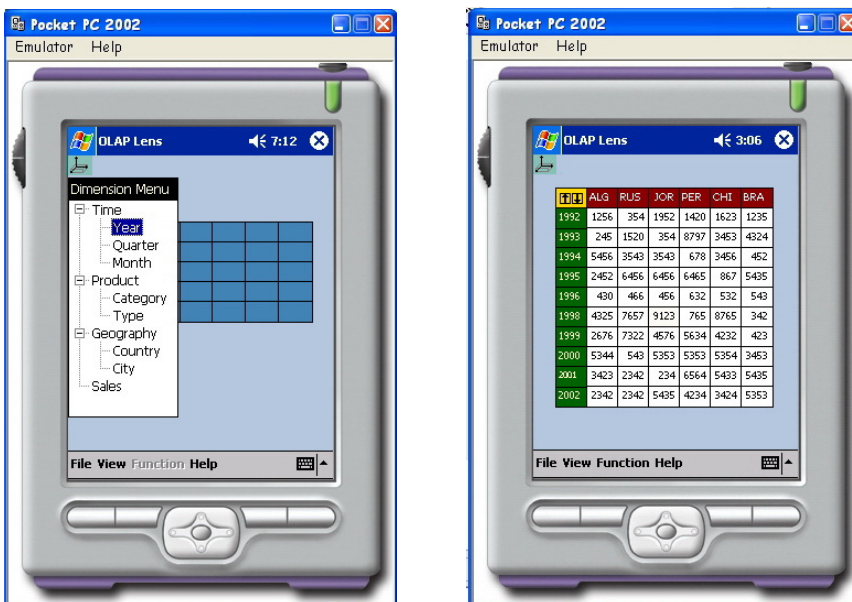 Pocket PC 2002
Emulator Help
OLAP Lens 7:12
Dimension Menu
Time
Year
Quarter
Month
Product
Category
Type
Geography
Country
City
Sales
File View Function Help
Pocket PC 2002
Emulator Help
OLAP Lens 3:06
ALG RUS JOR PER CHI BRA
1992 1256 354 1952 1420 1623 1235
1993 245 1520 354 8797 3453 4324
1994 5456 3543 3543 678 3456 452
1995 2452 6456 6456 6465 867 5435
1996 430 466 456 632 532 543
1998 4325 7657 9123 765 8765 342
1999 2676 7322 4576 5634 4232 423
2000 5344 543 5353 5353 5354 3453
2001 3423 2342 234 6564 5433 5435
2002 2342 2342 5435 4234 3424 5353
File View Function Help